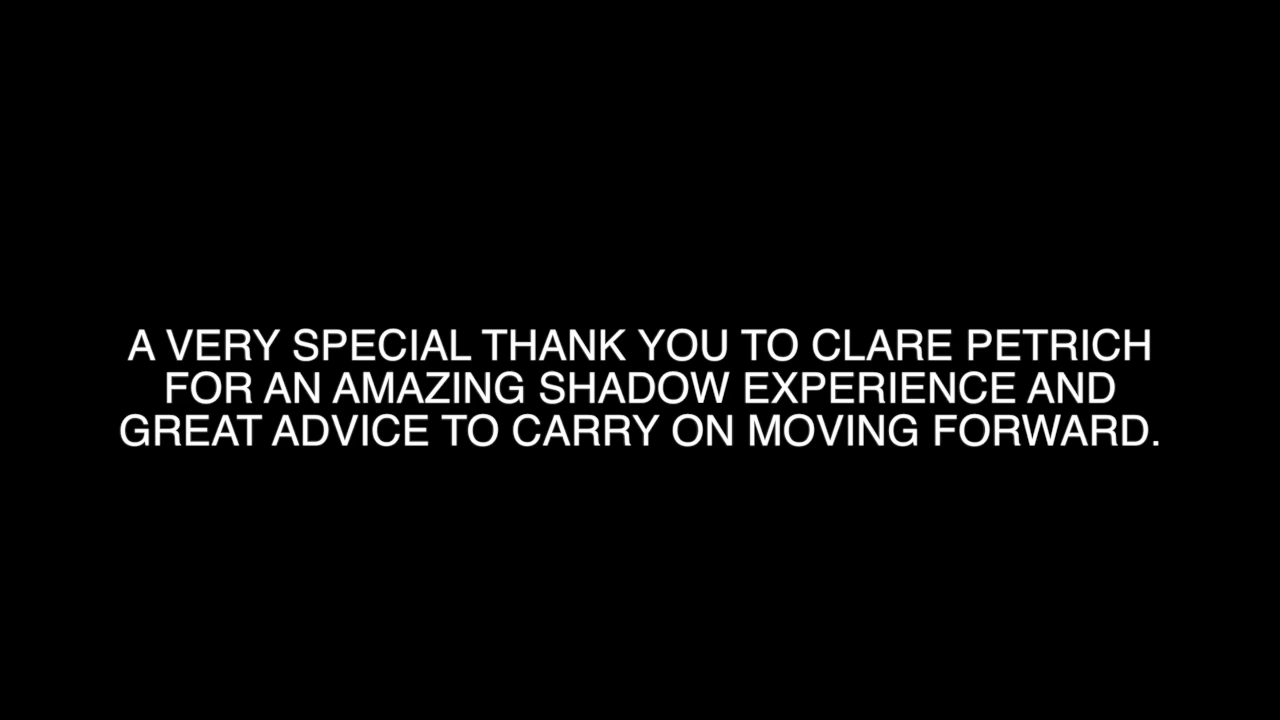 A VERY SPECIAL THANK YOU TO CLARE PETRICH
FOR AN AMAZING SHADOW EXPERIENCE AND
GREAT ADVICE TO CARRY ON MOVING FORWARD.